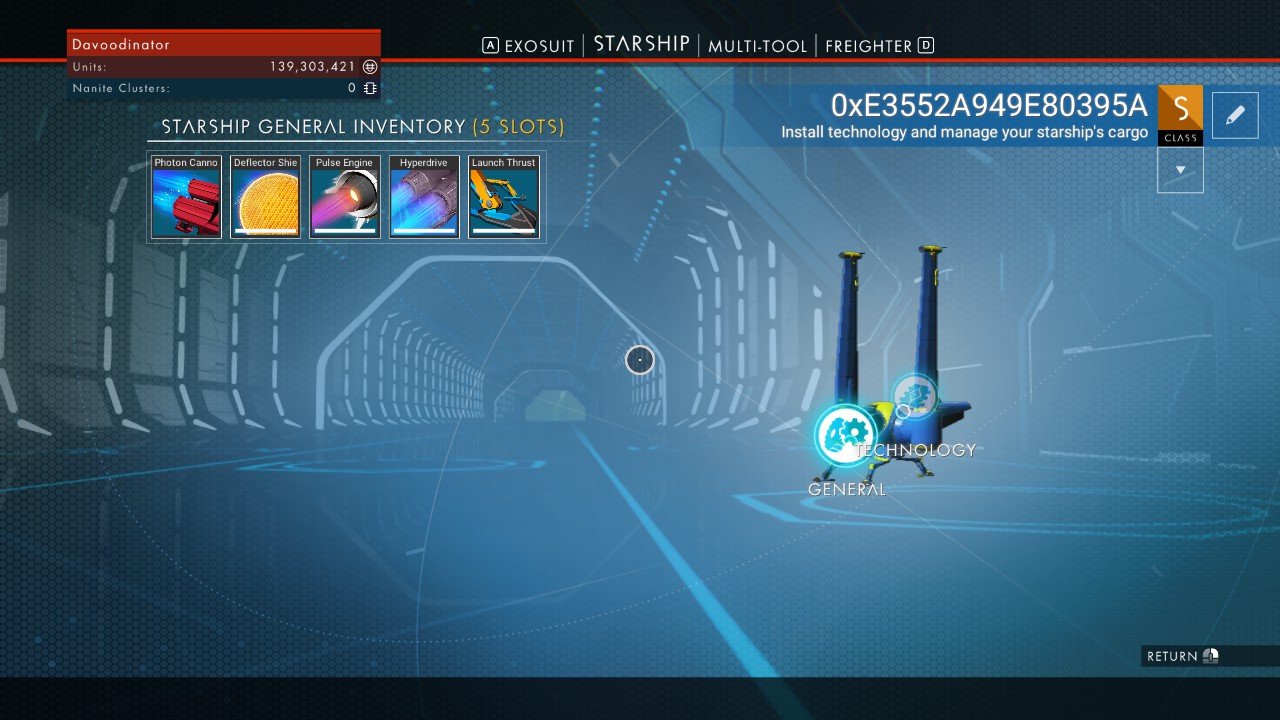 Davoodinator
Units: 139,303,421
Nanite Clusters: 0
A EXOSUIT STARSHIP MULTI-TOOL FREIGHTER D
0xE3552A949E80395A
Install technology and manage your starship's cargo
S
CLASS
STARSHIP GENERAL INVENTORY (5 SLOTS)
Photon Canno Deflector Shie Pulse Engine Hyperdrive Launch Thrust
TECHNOLOGY
GENERAL
RETURN